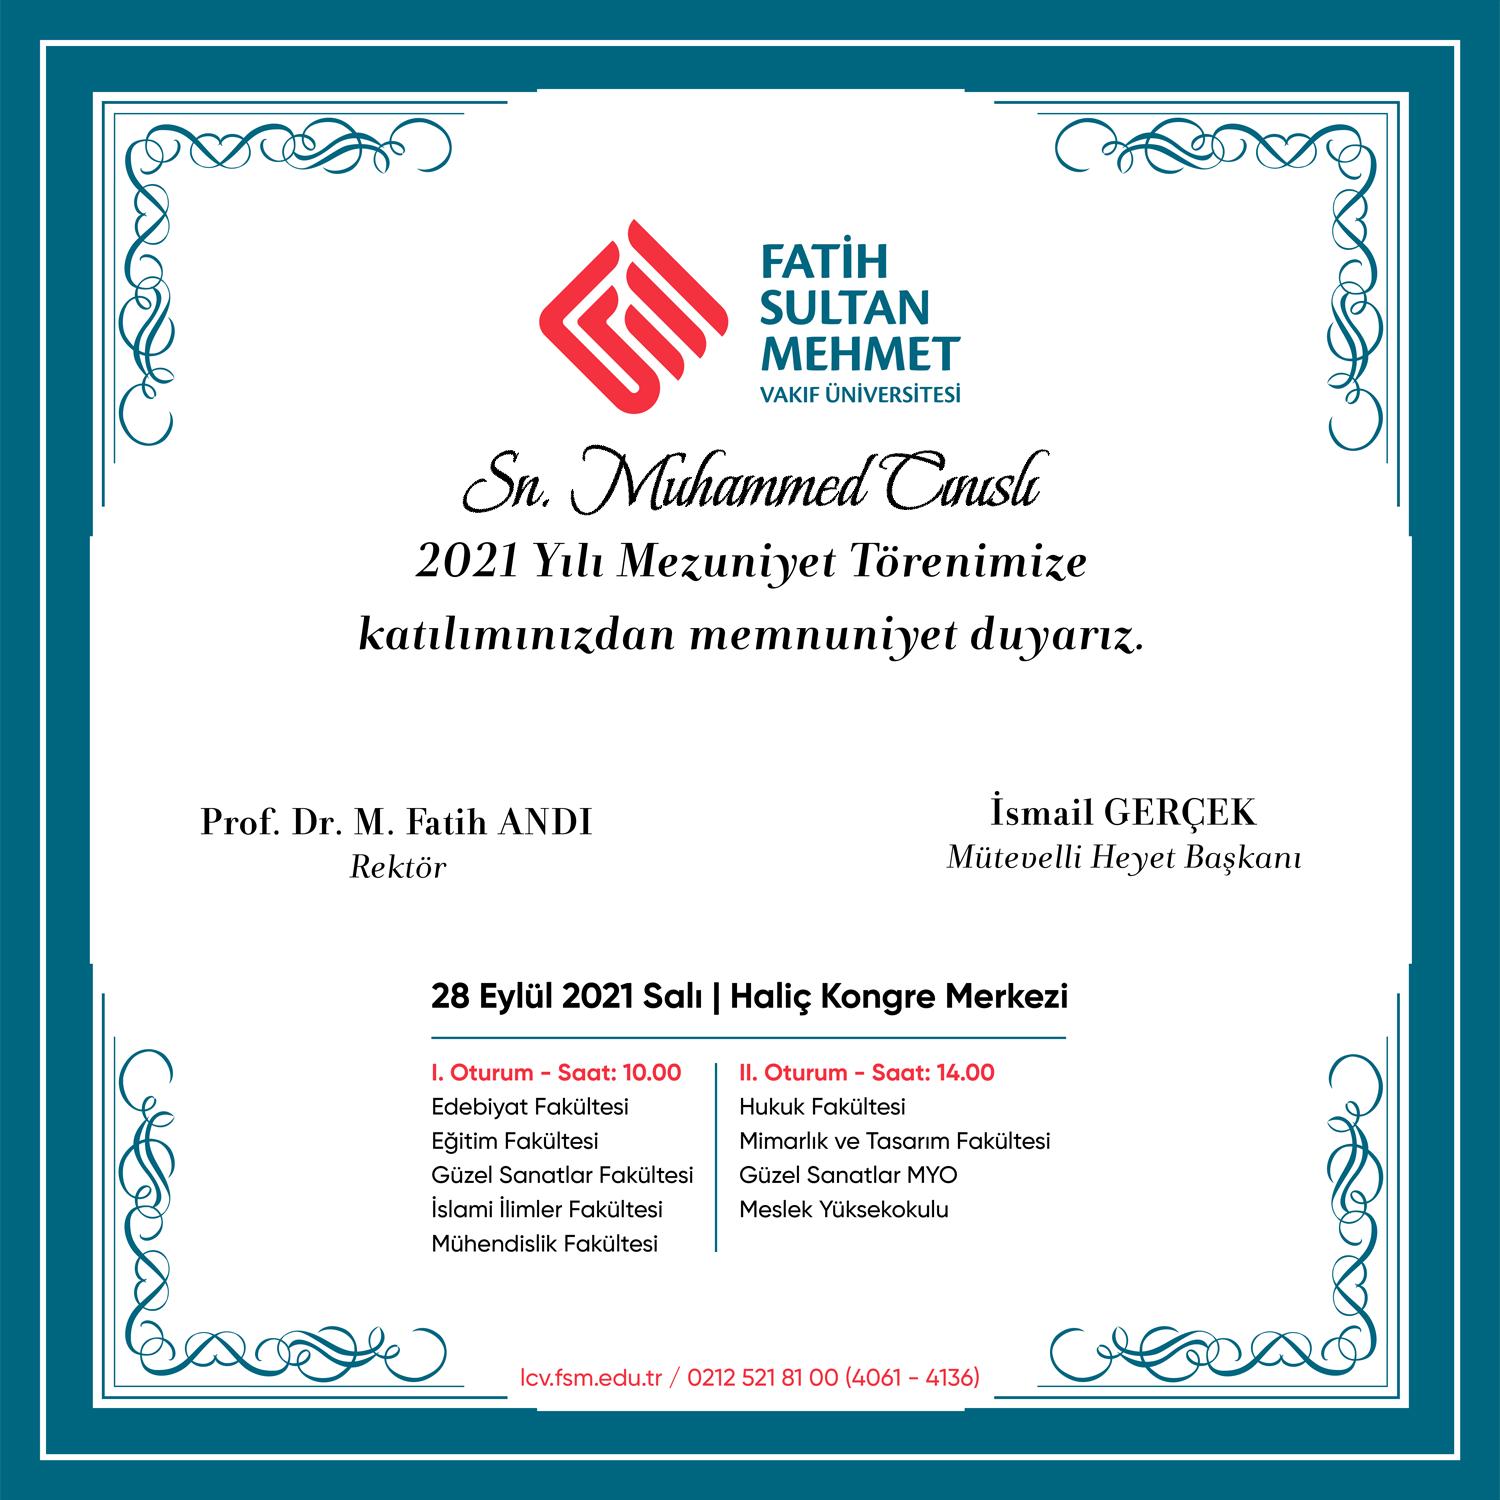 FATİH
SULTAN
MEHMET
VAKIF ÜNİVERSİTESİ
Sn. Muhammed Cınıslı
2021 Yılı Mezuniyet Törenimize
katılımınızdan memnuniyet duyarız.
Prof. Dr. M. Fatih ANDI
Rektör
İsmail GERÇEK
Mütevelli Heyet Başkanı
28 Eylül 2021 Salı | Haliç Kongre Merkezi
I. Oturum - Saat: 10.00
Edebiyat Fakültesi
Eğitim Fakültesi
Güzel Sanatlar Fakültesi
İslami İlimler Fakültesi
Mühendislik Fakültesi
II. Oturum - Saat: 14.00
Hukuk Fakültesi
Mimarlık ve Tasarım Fakültesi
Güzel Sanatlar MYO
Meslek Yüksekokulu
lcv.fsm.edu.tr / 0212 521 81 00 (4061 - 4136)